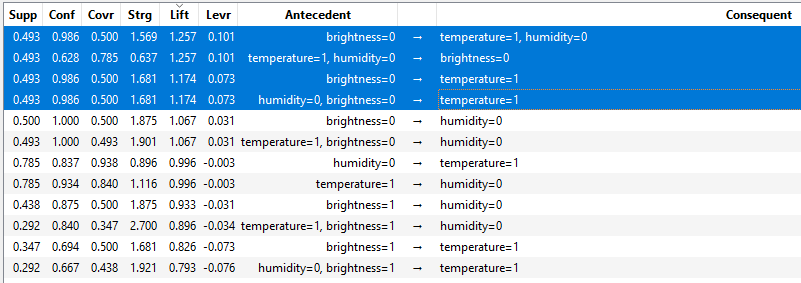 Supp Conf Covr Strg Lift Levr Antecedent Consequent
0.493 0.986 0.500 1.569 1.257 0.101 brightness=0 → temperature=1, humidity=0
0.493 0.628 0.785 0.637 1.257 0.101 temperature=1, humidity=0 → brightness=0
0.493 0.986 0.500 1.681 1.174 0.073 brightness=0 → temperature=1
0.493 0.986 0.500 1.681 1.174 0.073 humidity=0, brightness=0 → temperature=1
0.500 1.000 0.500 1.875 1.067 0.031 brightness=0 → humidity=0
0.493 1.000 0.493 1.901 1.067 0.031 temperature=1, brightness=0 → humidity=0
0.785 0.837 0.938 0.896 0.996 -0.003 humidity=0 → temperature=1
0.785 0.934 0.840 1.116 0.996 -0.003 temperature=1 → humidity=0
0.438 0.875 0.500 1.875 0.933 -0.031 brightness=1 → humidity=0
0.292 0.840 0.347 2.700 0.896 -0.034 temperature=1, brightness=1 → humidity=0
0.347 0.694 0.500 1.681 0.826 -0.073 brightness=1 → temperature=1
0.292 0.667 0.438 1.921 0.793 -0.076 humidity=0, brightness=1 → temperature=1